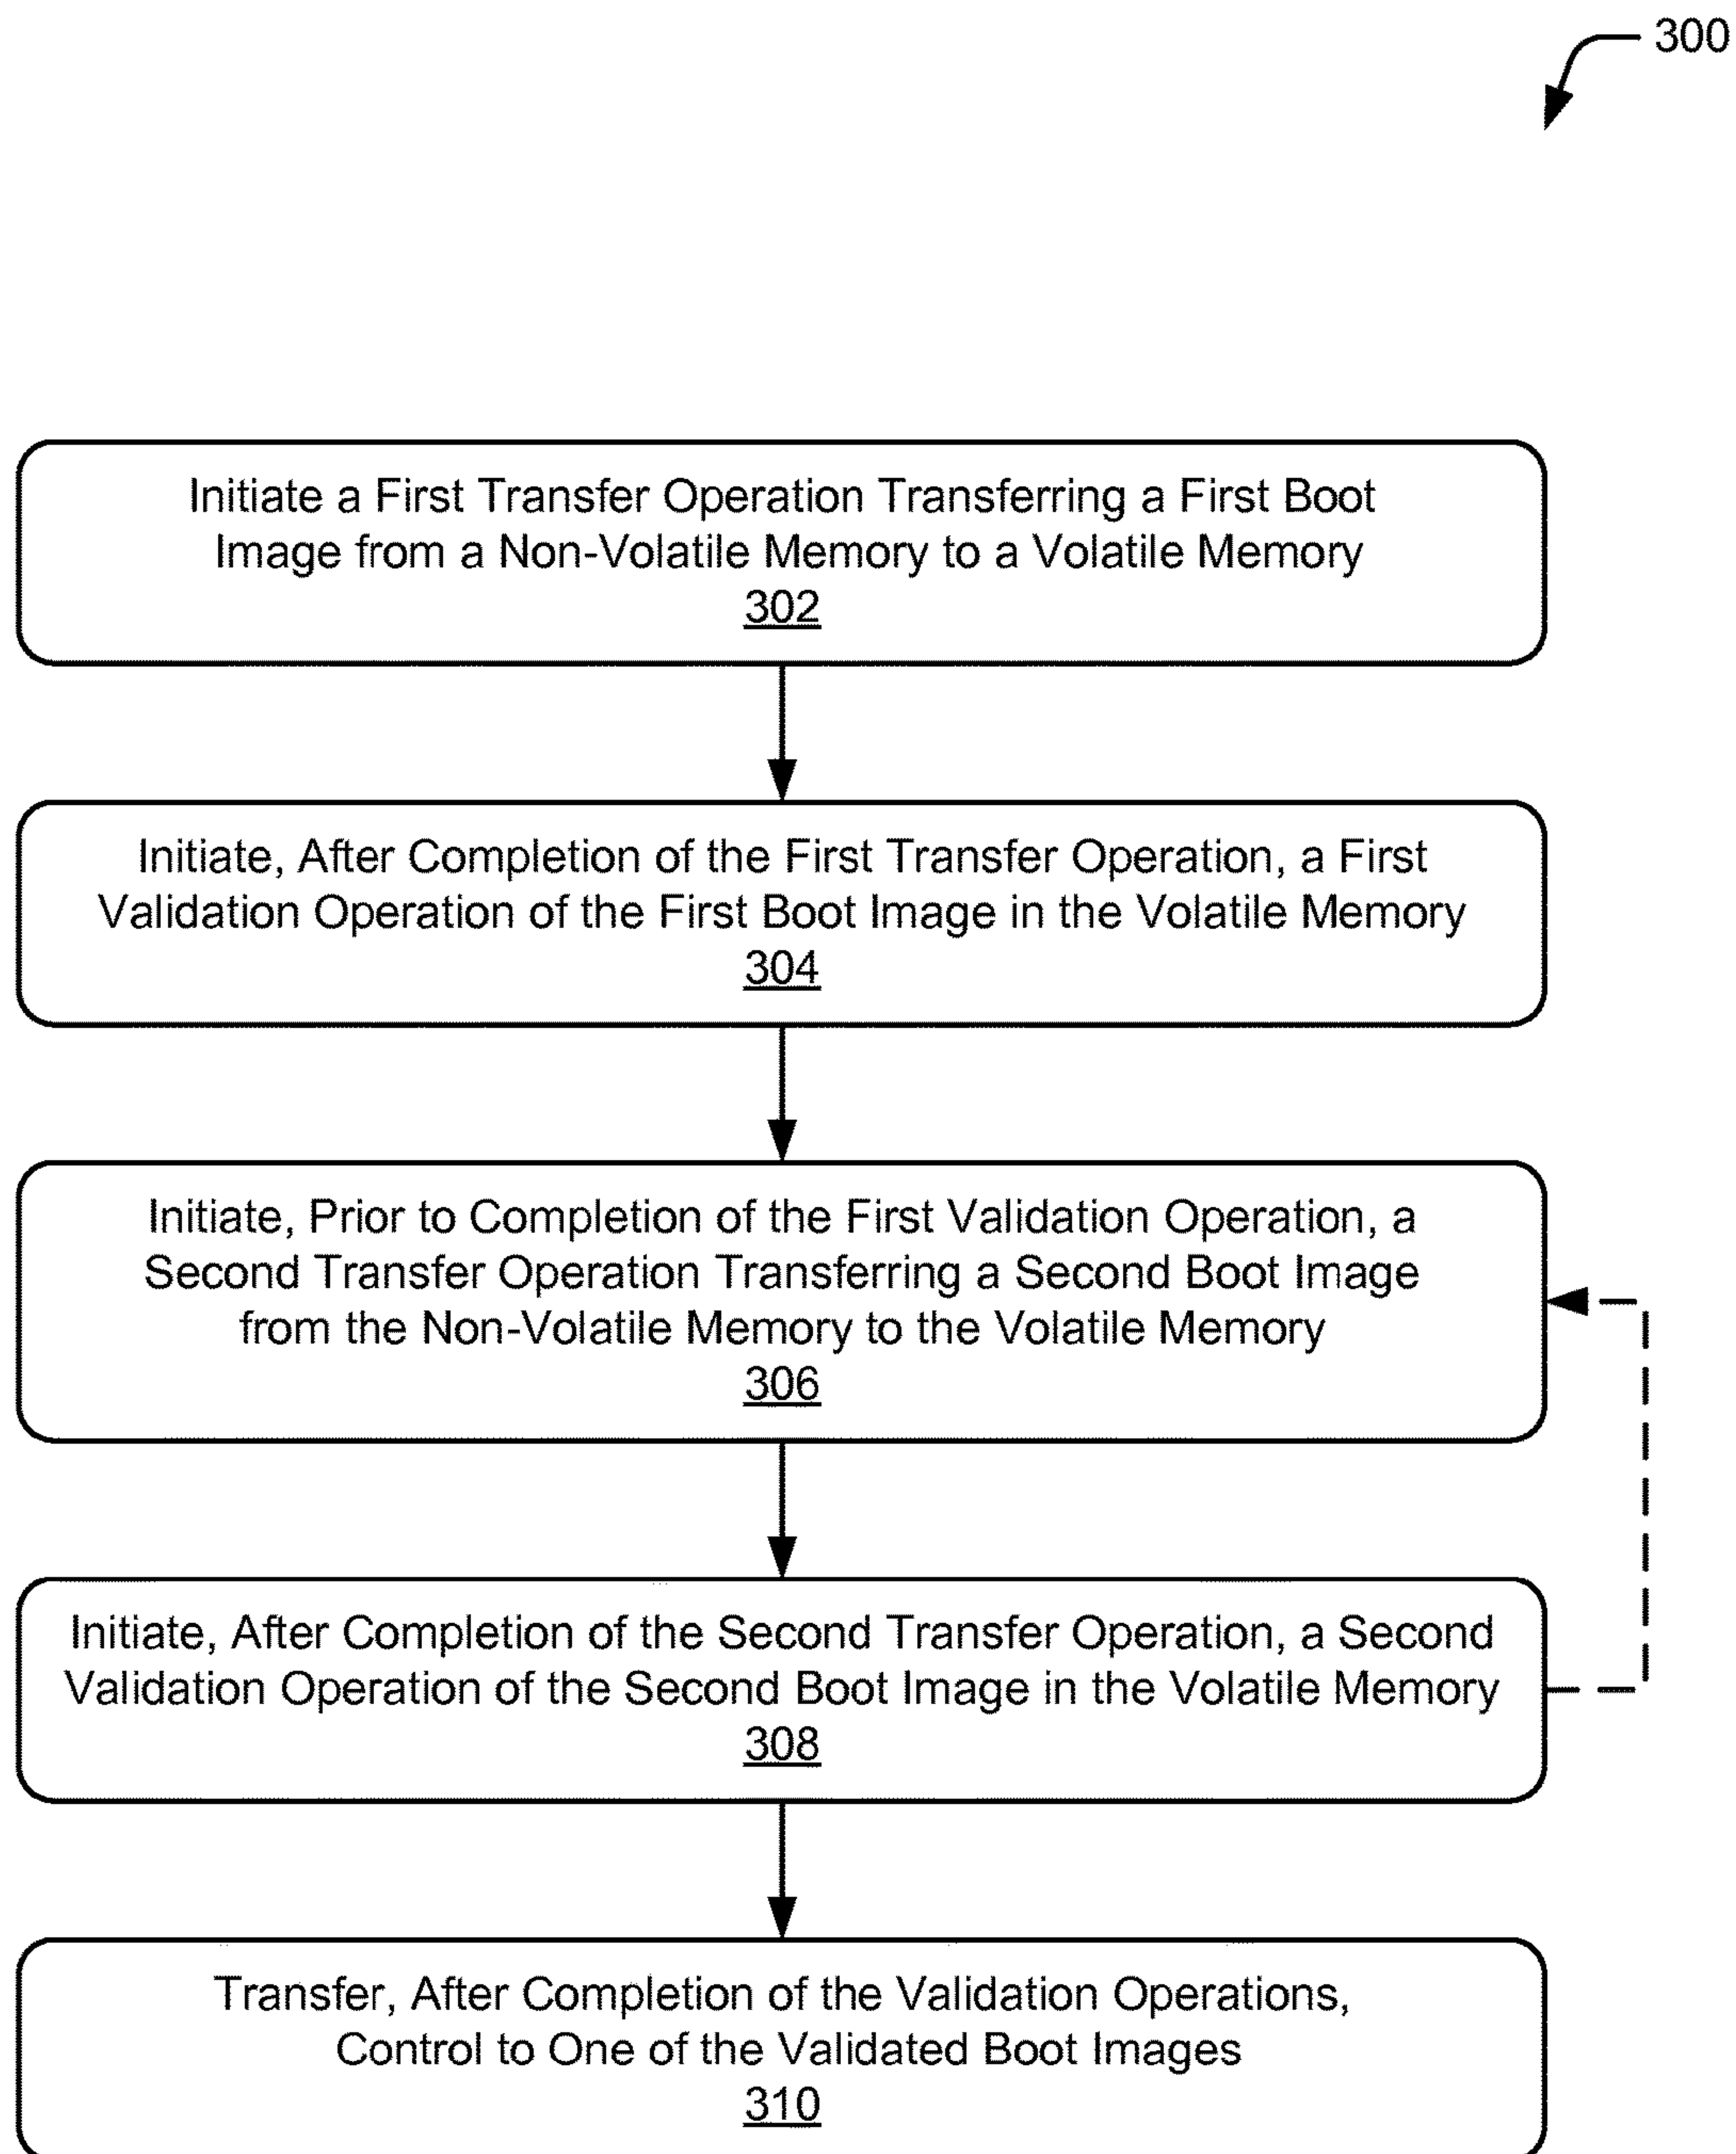 300
Initiate a First Transfer Operation Transferring a First Boot
Image from a Non-Volatile Memory to a Volatile Memory
302
Initiate, After Completion of the First Transfer Operation, a First
Validation Operation of the First Boot Image in the Volatile Memory
304
Initiate, Prior to Completion of the First Validation Operation, a
Second Transfer Operation Transferring a Second Boot Image
from the Non-Volatile Memory to the Volatile Memory
306
Initiate, After Completion of the Second Transfer Operation, a Second
Validation Operation of the Second Boot Image in the Volatile Memory
308
Transfer, After Completion of the Validation Operations,
Control to One of the Validated Boot Images
310